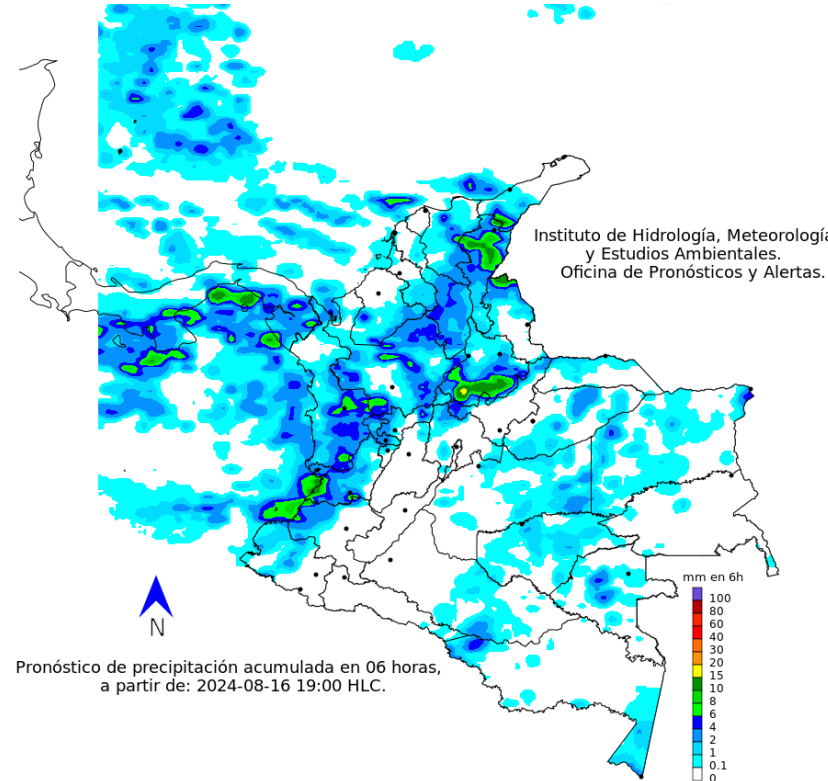 Instituto de Hidrología, Meteorología
y Estudios Ambientales.
Oficina de Pronósticos y Alertas.
mm en 6h
100
80
60
40
30
20
15
10
8
6
4
2
1
0.1
0
N
Pronóstico de precipitación acumulada en 06 horas,
a partir de: 2024-08-16 19:00 HLC.